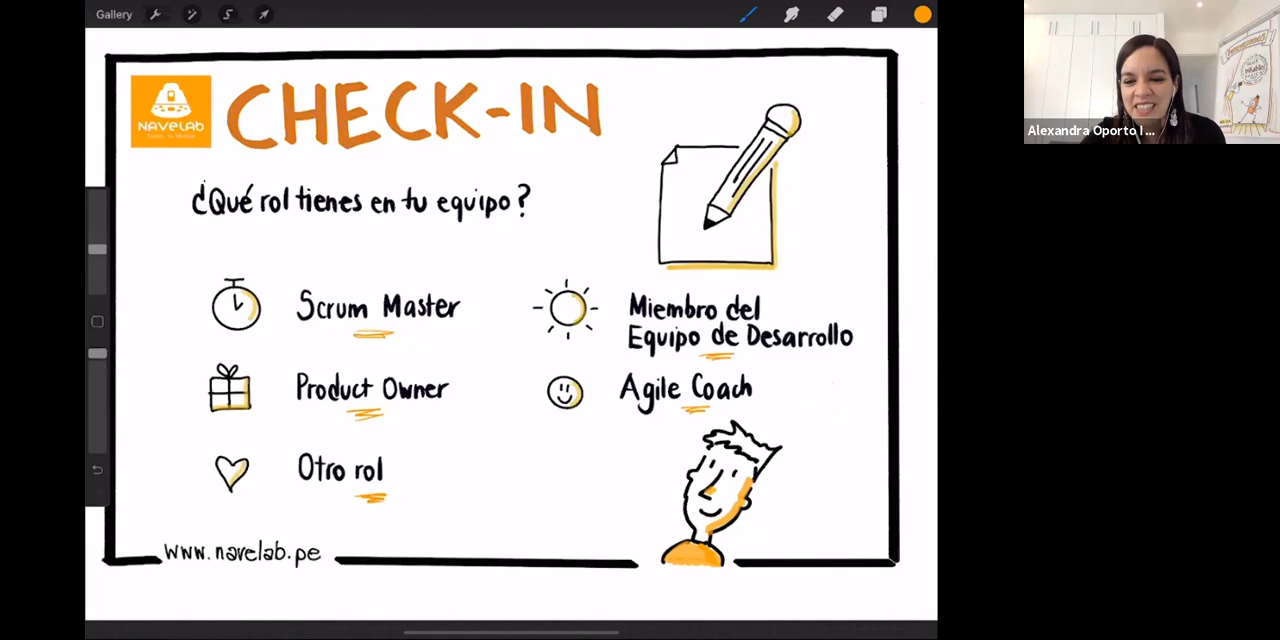 Gallery
NAVELAB
CHECK-IN
¿Qué rol tienes en tu equipo?
Scrum Master
Miembro del
Equipo de Desarrollo
Product Owner
Agile Coach
Otro rol
www.navelab.pe
Alexandra Oporto I...